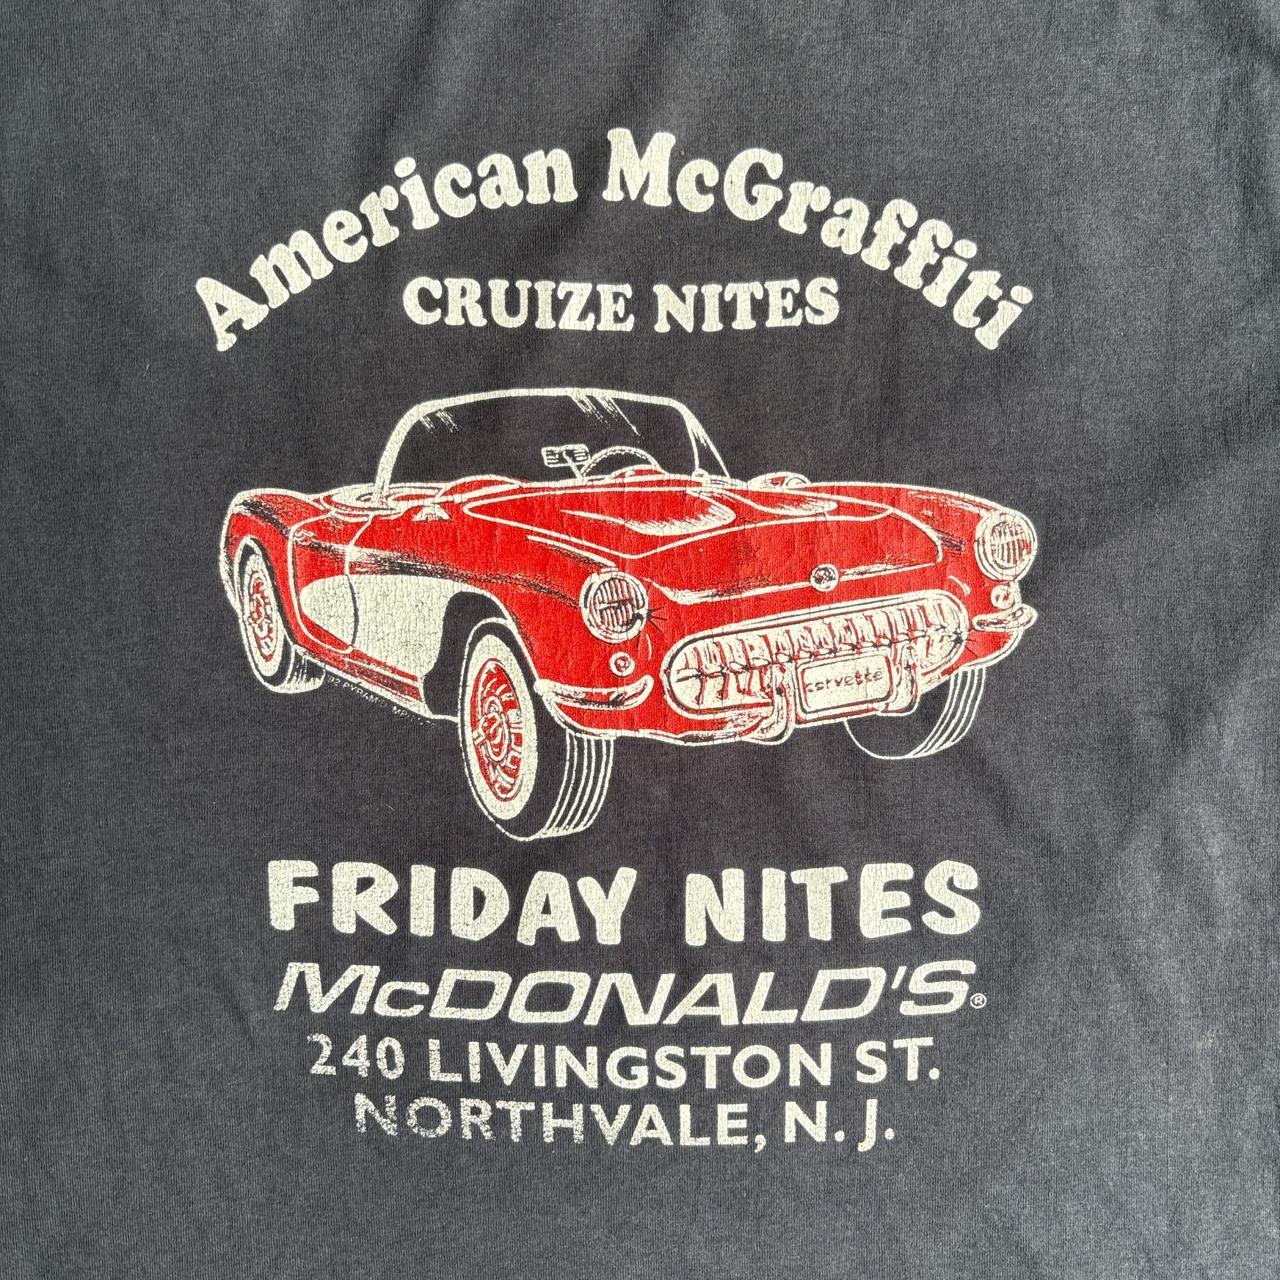 American McGraffiti
CRUIZE NITES
corvette
FRIDAY NITES
McDONALD'S®
240 LIVINGSTON ST.
NORTHVALE, N. J.